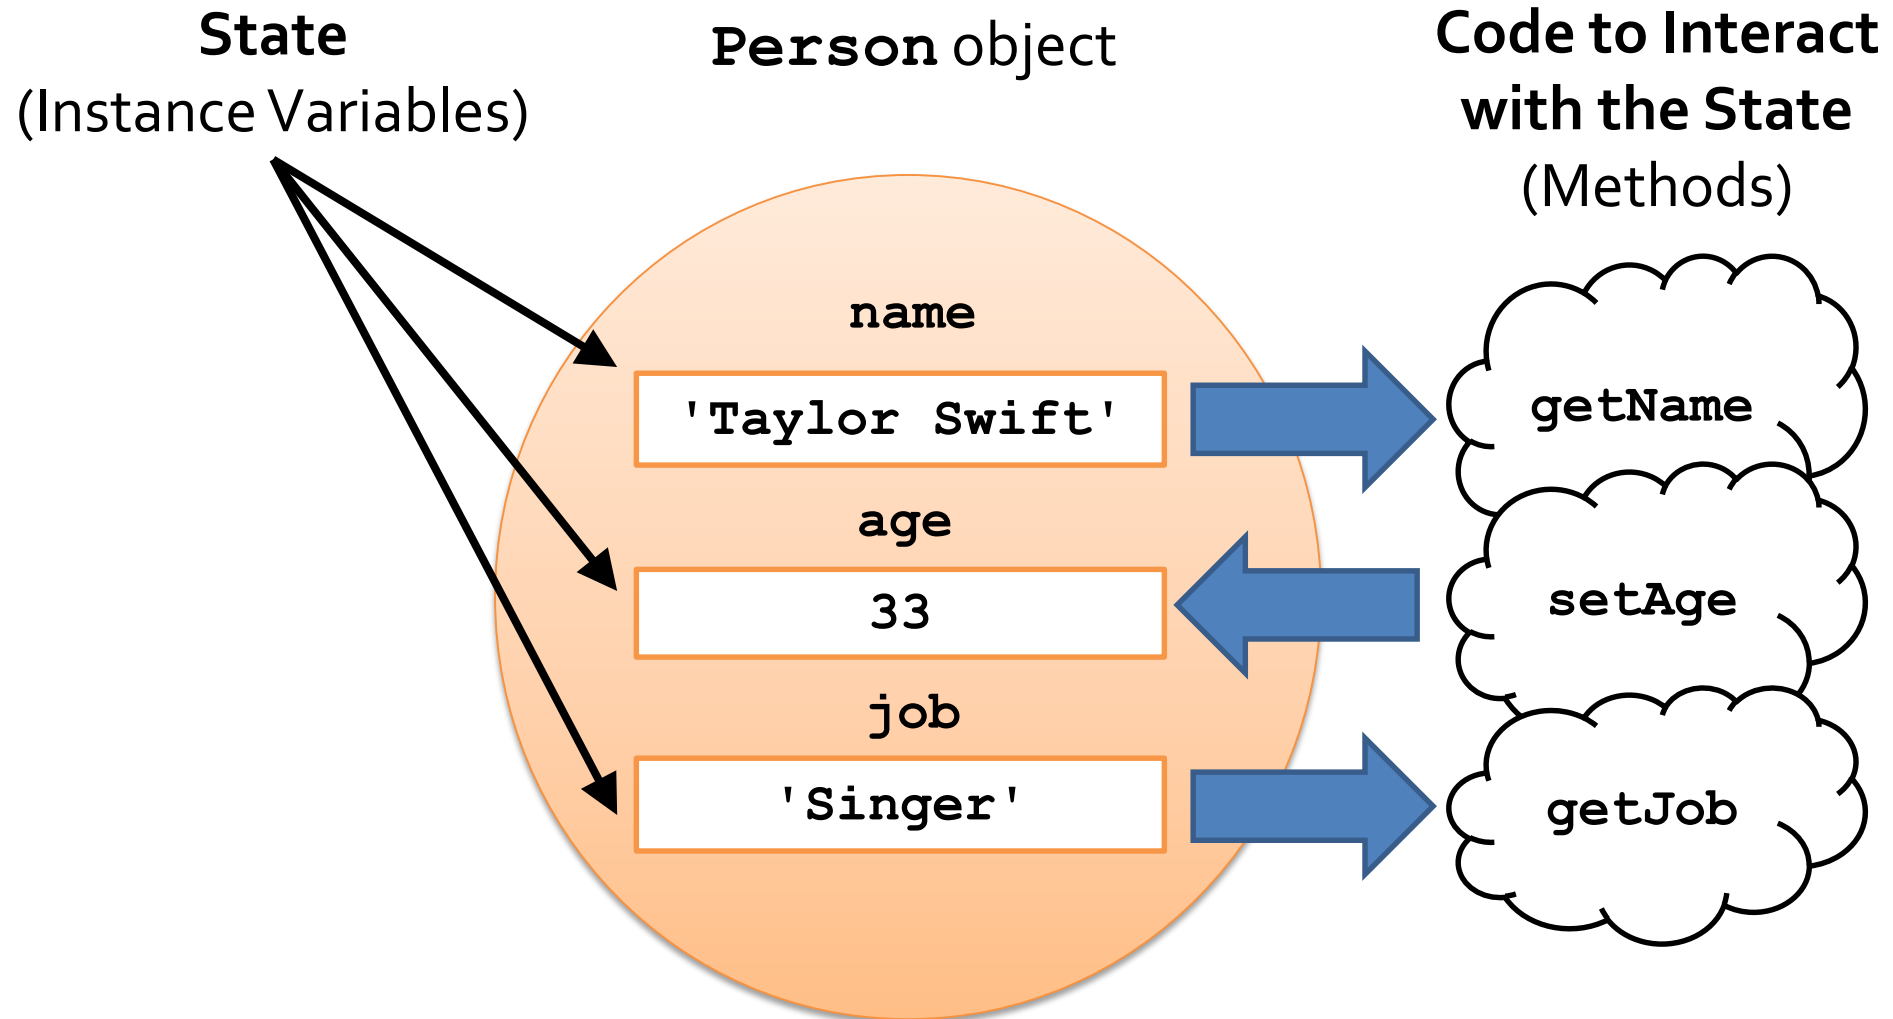 State
(Instance Variables)
Person object
Code to Interact
with the State
(Methods)
name
'Taylor Swift'
getName
age
33
setAge
job
'Singer'
getJob